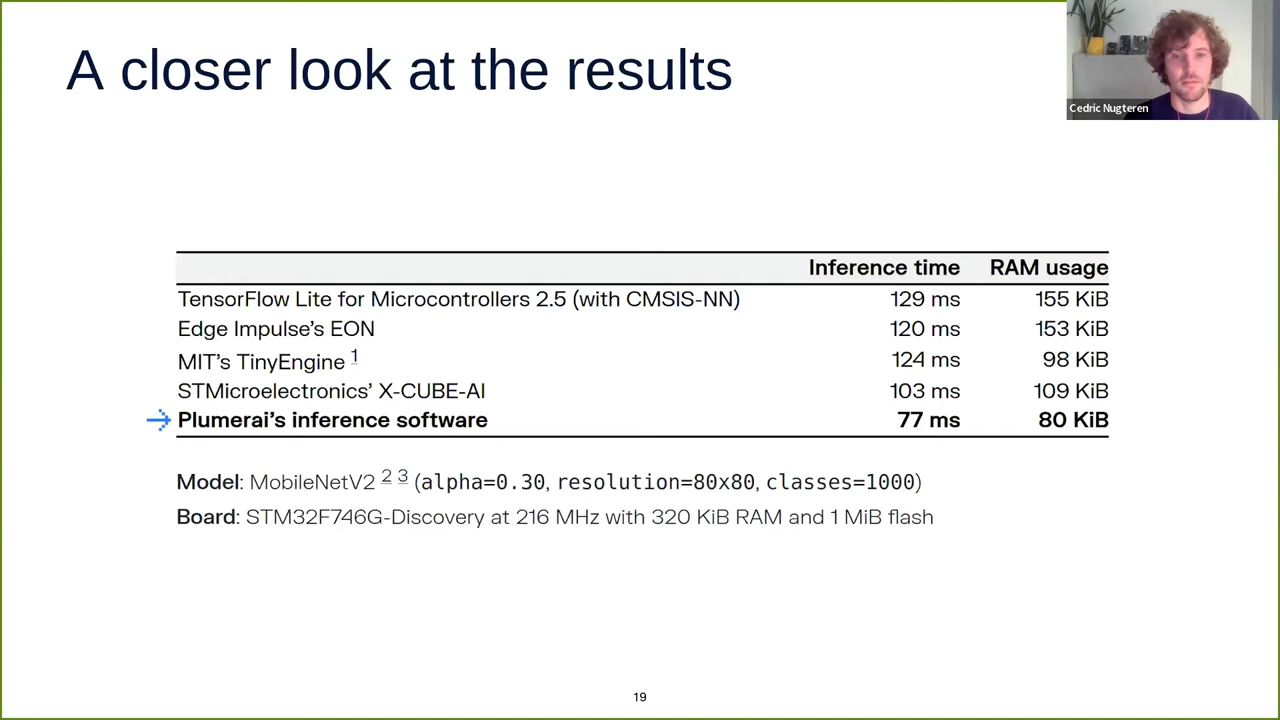 A closer look at the results
Cedric Nugteren
Inference time RAM usage
TensorFlow Lite for Microcontrollers 2.5 (with CMSIS-NN) 129 ms 155 KiB
Edge Impulse’s EON 120 ms 153 KiB
MIT’s TinyEngine 1 124 ms 98 KiB
STMicroelectronics’ X-CUBE-AI 103 ms 109 KiB
Plumerai’s inference software 77 ms 80 KiB
Model: MobileNetV2 2 3 (alpha=0.30, resolution=80x80, classes=1000)
Board: STM32F746G-Discovery at 216 MHz with 320 KiB RAM and 1 MiB flash
19